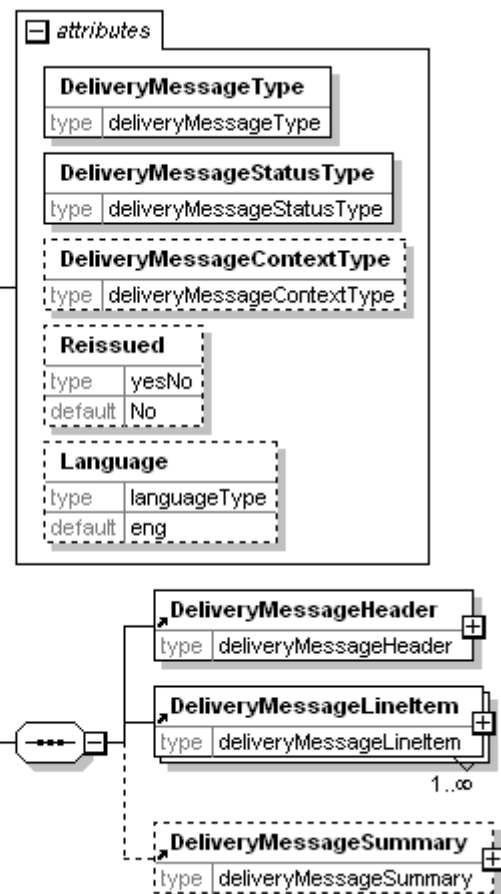 attributes
DeliveryMessageType
type deliveryMessageType
DeliveryMessageStatusType
type deliveryMessageStatusType
DeliveryMessageContextType
type deliveryMessageContextType
Reissued
type yesNo
default No
Language
type languageType
default eng
DeliveryMessageHeader
type deliveryMessageHeader
DeliveryMessageLineItem
type deliveryMessageLineItem
1..∞
DeliveryMessageSummary
type deliveryMessageSummary